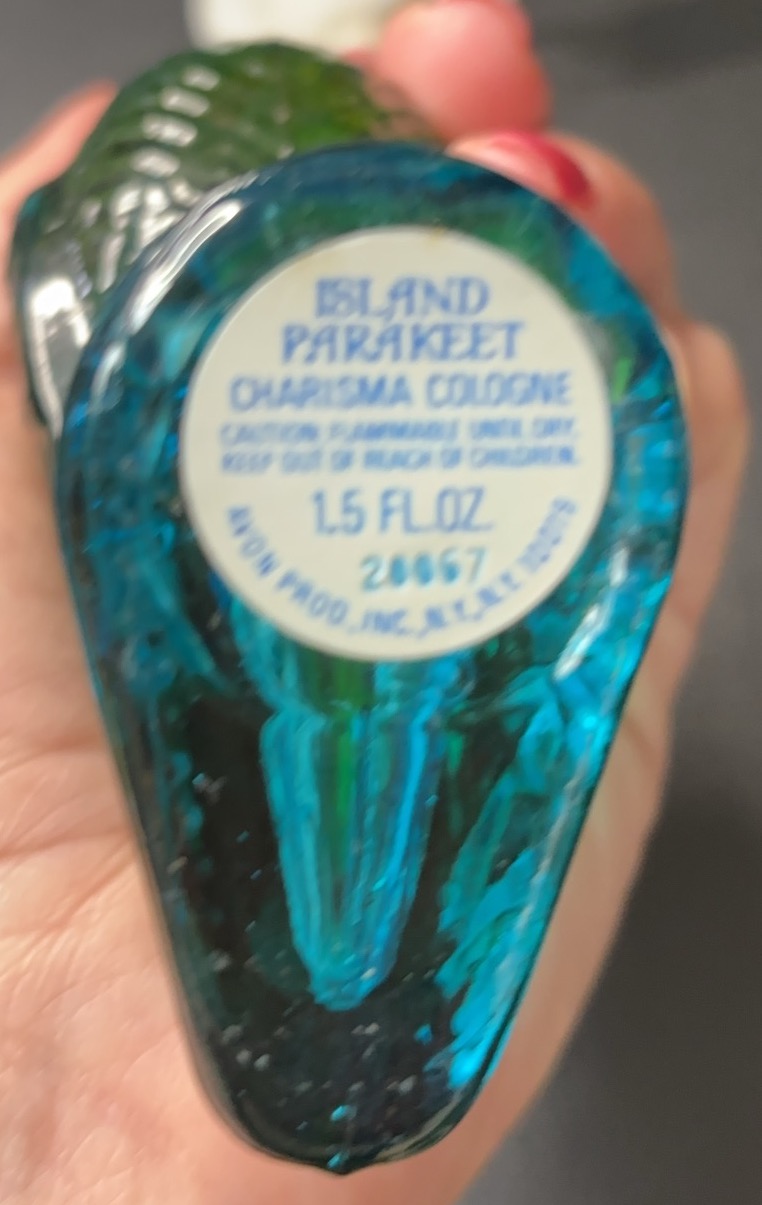 ISLAND
PARAKEET
CHARISMA COLOGNE
CAUTION: FLAMMABLE UNTIL DRY.
KEEP OUT OF REACH OF CHILDREN.
1.5 FL.OZ.
AVON PROD., INC., N.Y., N.Y. 10019